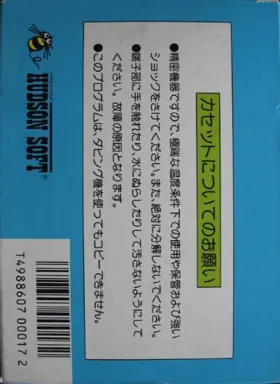 カセットについてのお願い
●精密機器ですので、極端な温度条件下での使用や保管および強い
ショックをさけてください。また、絶対に分解しないでください。
●端子部に手を触れたり、水にぬらしたりして汚さないようにして
ください。故障の原因となります。
●このプログラムは、ダビング機を使ってもコピーできません。
HUDSON SOFT
T4988607000172